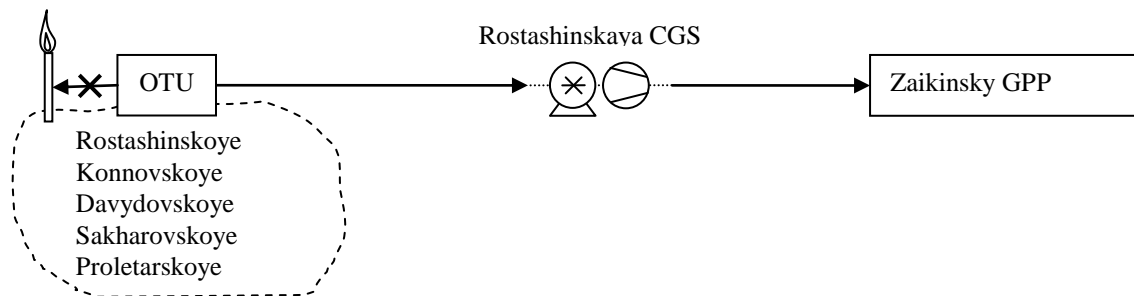 Rostashinskaya CGS
OTU
Zaikinsky GPP
Rostashinskoye
Konnovskoye
Davydovskoye
Sakharovskoye
Proletarskoye